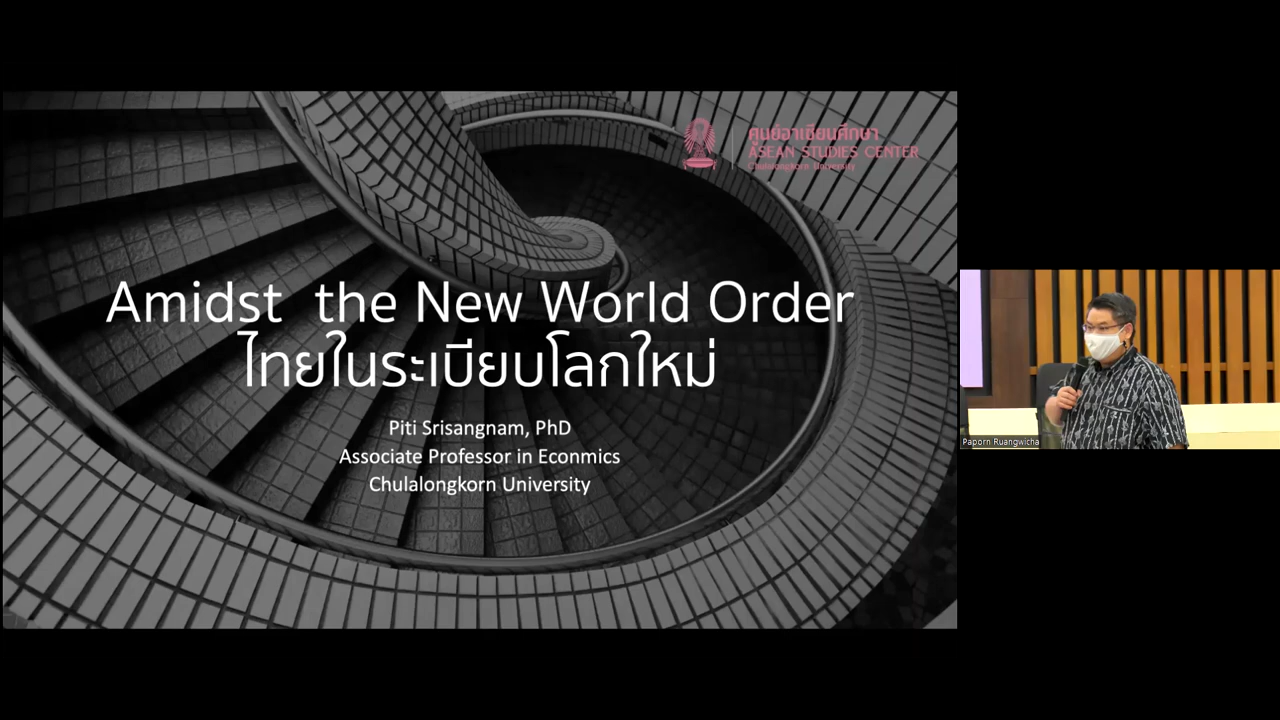 ศูนย์อาเซียนศึกษา
ASEAN STUDIES CENTER
Chulalongkorn University
Amidst the New World Order
ไทยในระเบียบโลกใหม่
Piti Srisangnam, PhD
Associate Professor in Econmics
Chulalongkorn University
Paporn Ruangwicha